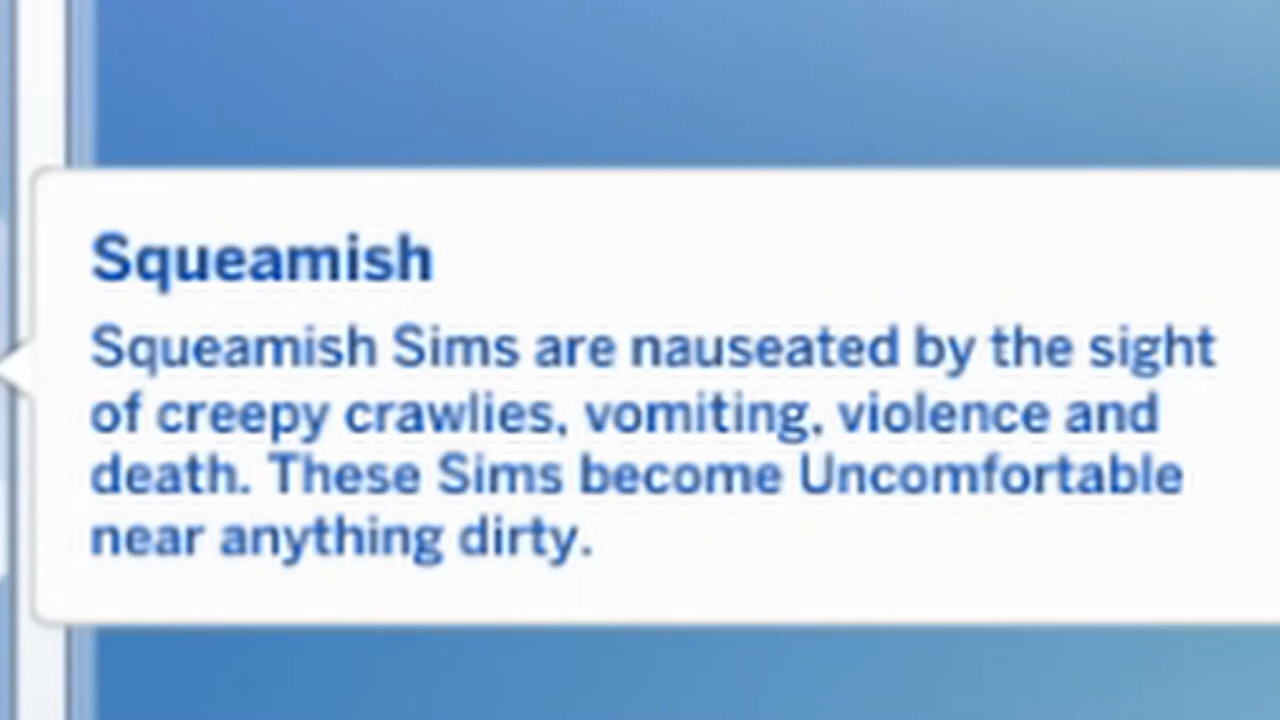 Squeamish
Squeamish Sims are nauseated by the sight
of creepy crawlies, vomiting, violence and
death. These Sims become Uncomfortable
near anything dirty.